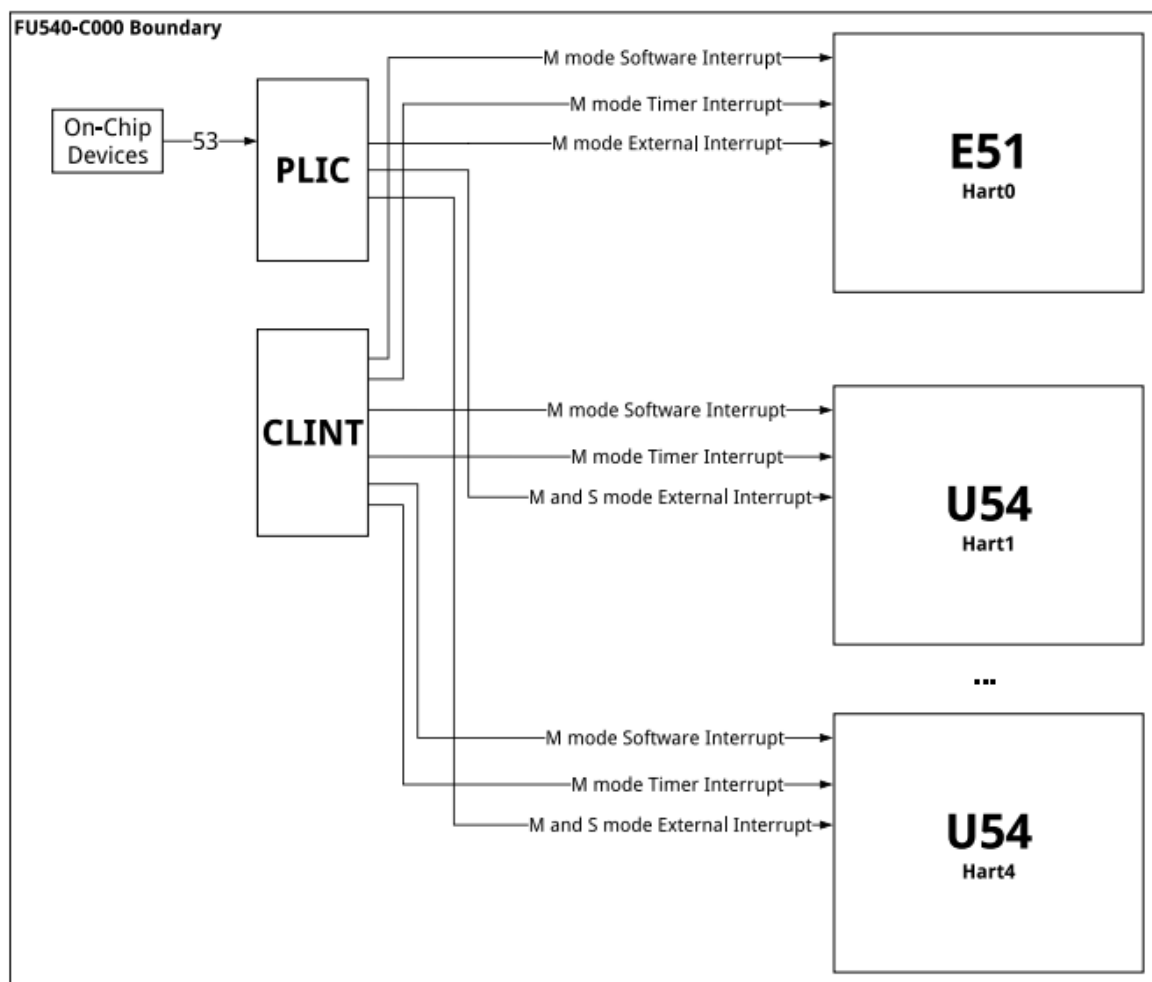 FU540-C000 Boundary
On-Chip
Devices
53
PLIC
CLINT
M mode Software Interrupt
M mode Timer Interrupt
M mode External Interrupt
E51
Hart0
M mode Software Interrupt
M mode Timer Interrupt
M and S mode External Interrupt
U54
Hart1
...
M mode Software Interrupt
M mode Timer Interrupt
M and S mode External Interrupt
U54
Hart4